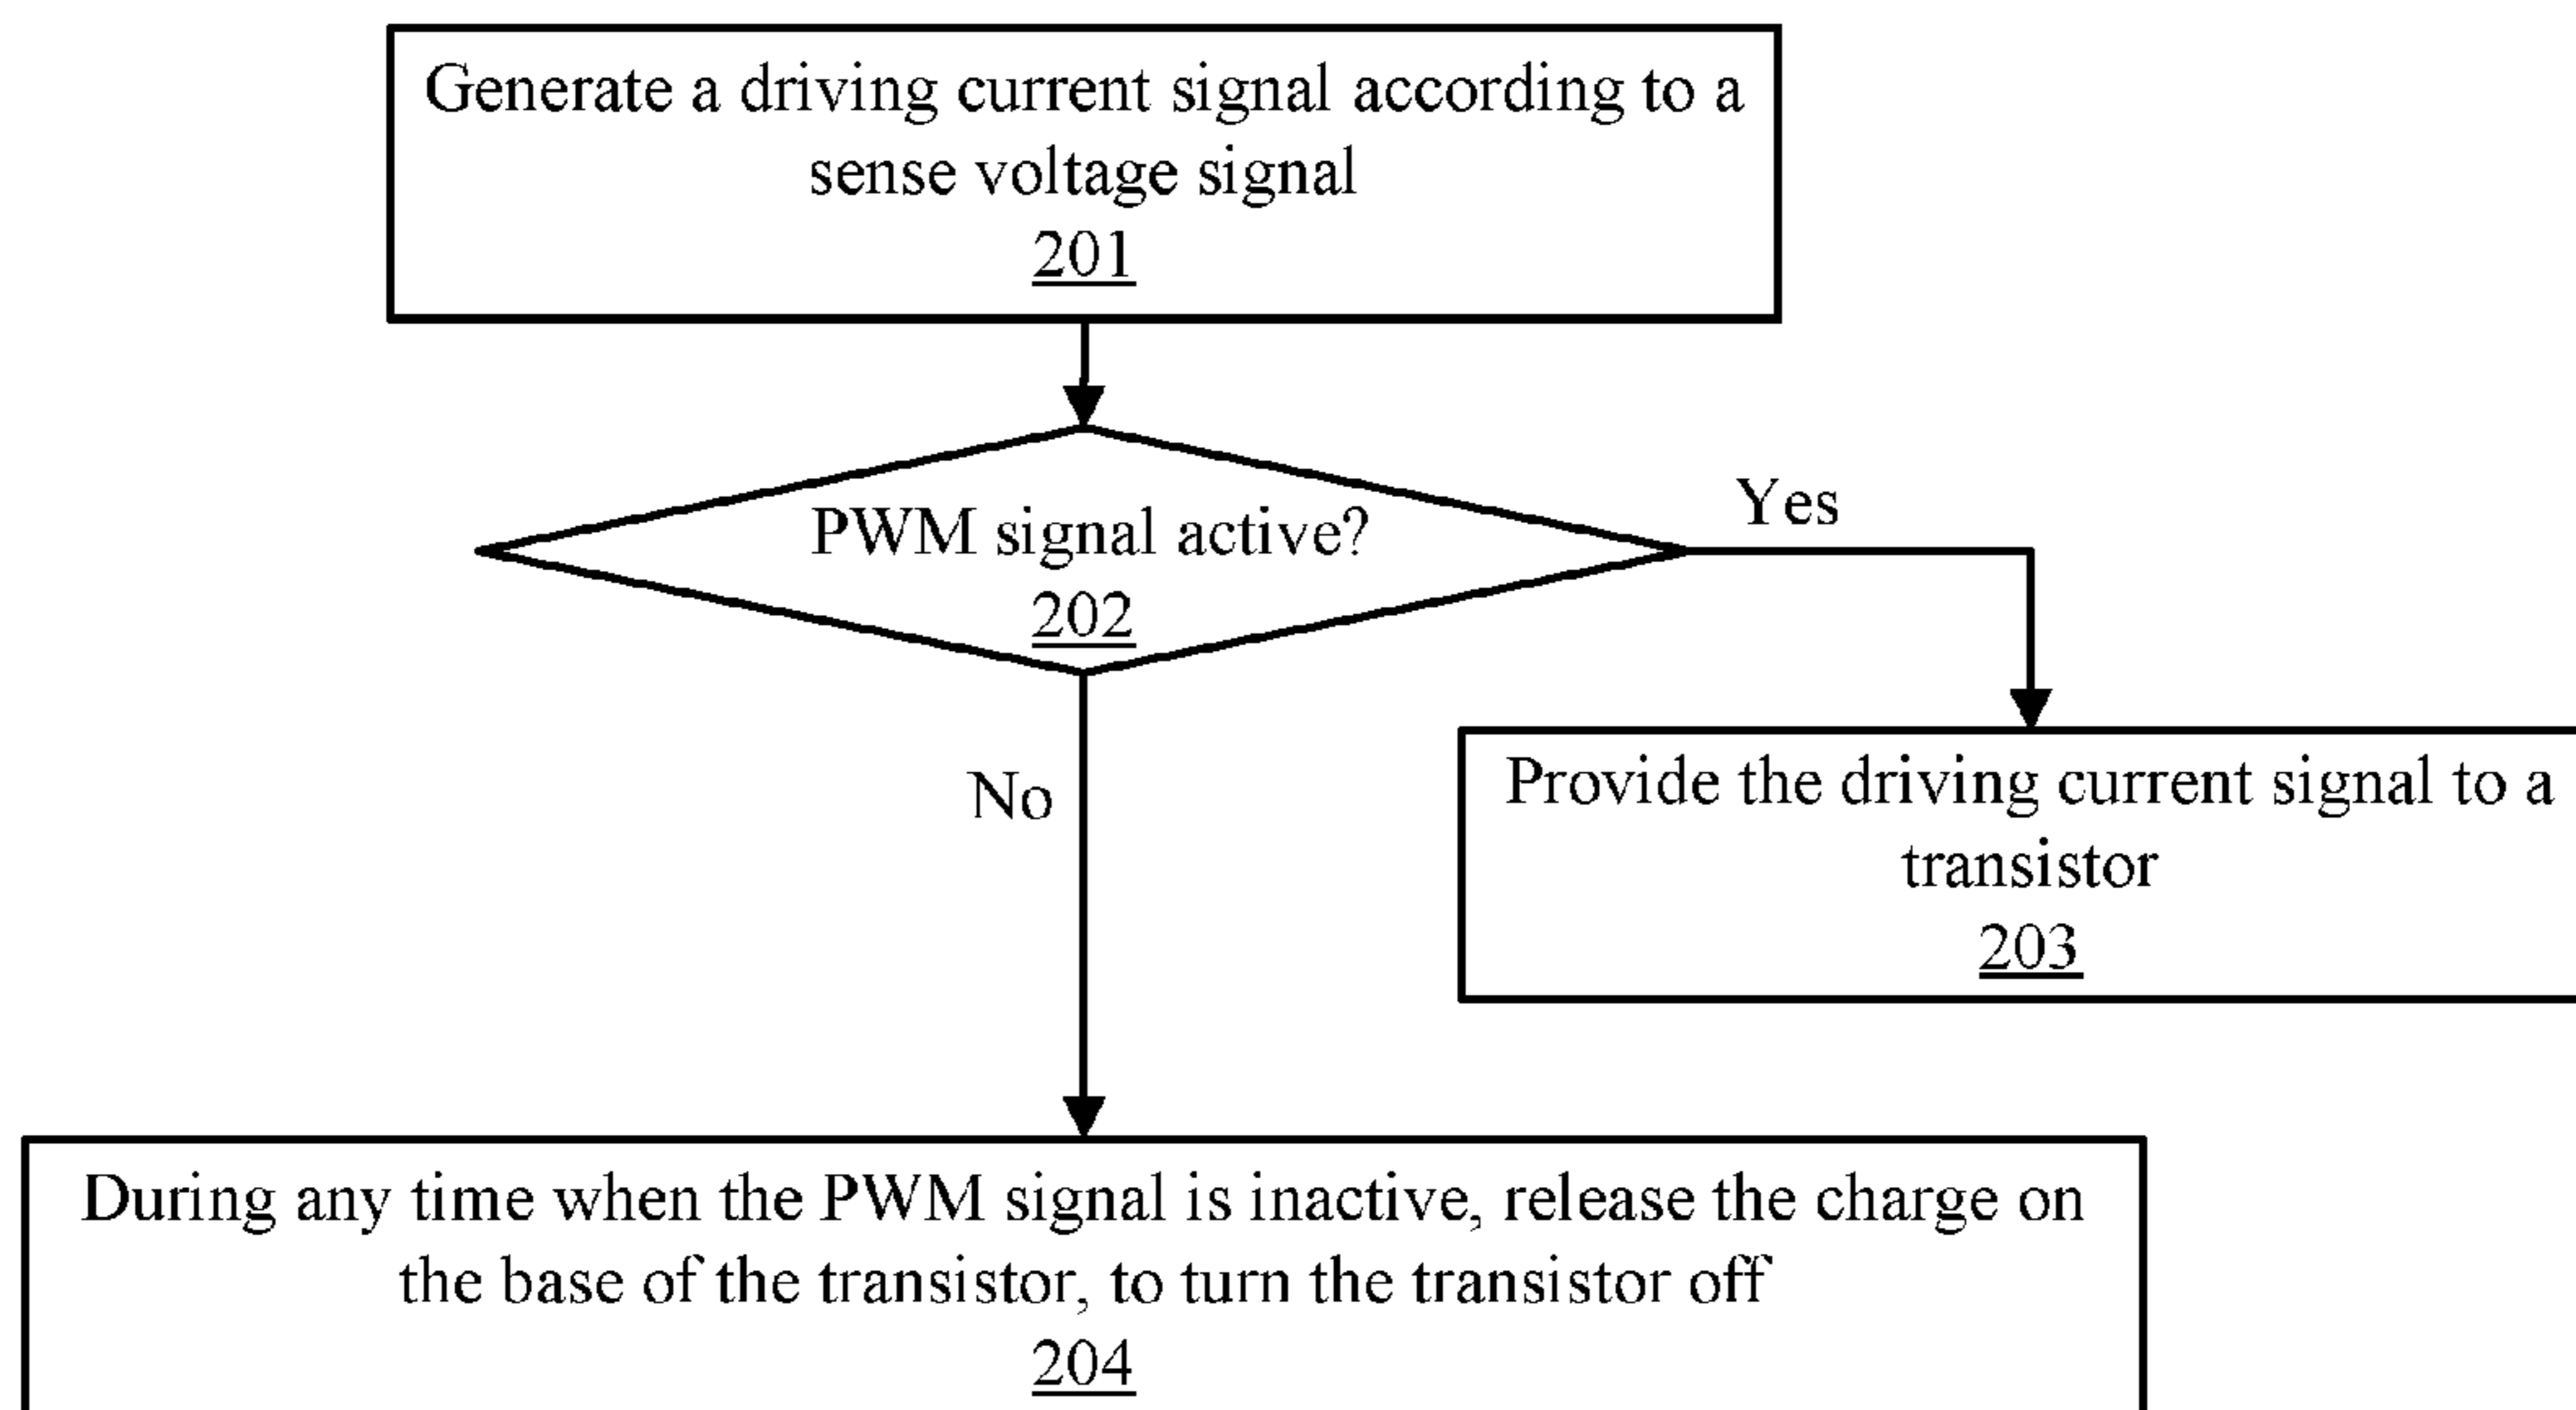 Generate a driving current signal according to a
sense voltage signal
201
PWM signal active?
202
Yes
No
Provide the driving current signal to a
transistor
203
During any time when the PWM signal is inactive, release the charge on
the base of the transistor, to turn the transistor off
204